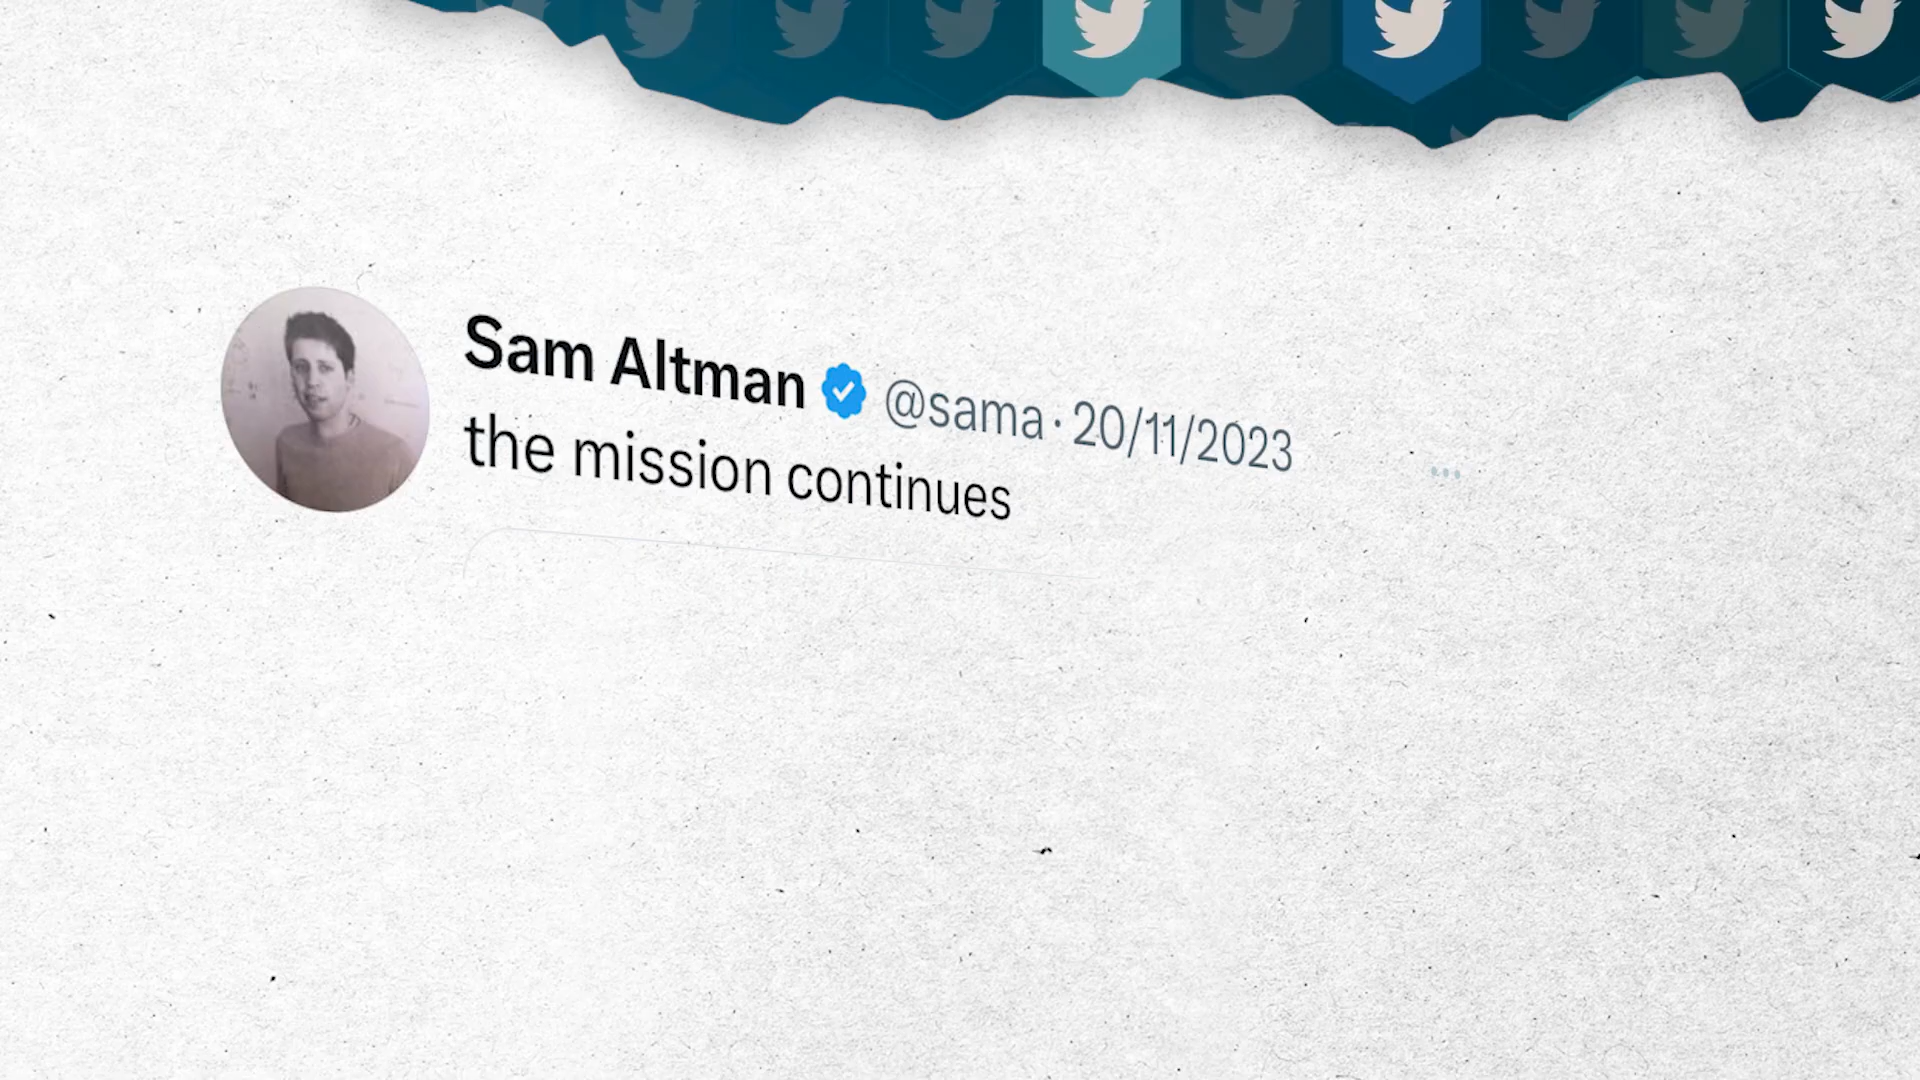 Sam Altman @sama · 20/11/2023
the mission continues